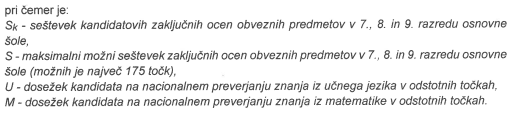 pri čemer je:
Sk - seštevek kandidatovih zaključnih ocen obveznih predmetov v 7., 8. in 9. razredu osnovne
šole,
S - maksimalni možni seštevek zaključnih ocen obveznih predmetov v 7., 8. in 9. razredu osnovne
šole (možnih je največ 175 točk),
U - dosežek kandidata na nacionalnem preverjanju znanja iz učnega jezika v odstotnih točkah,
M - dosežek kandidata na nacionalnem preverjanju znanja iz matematike v odstotnih točkah.